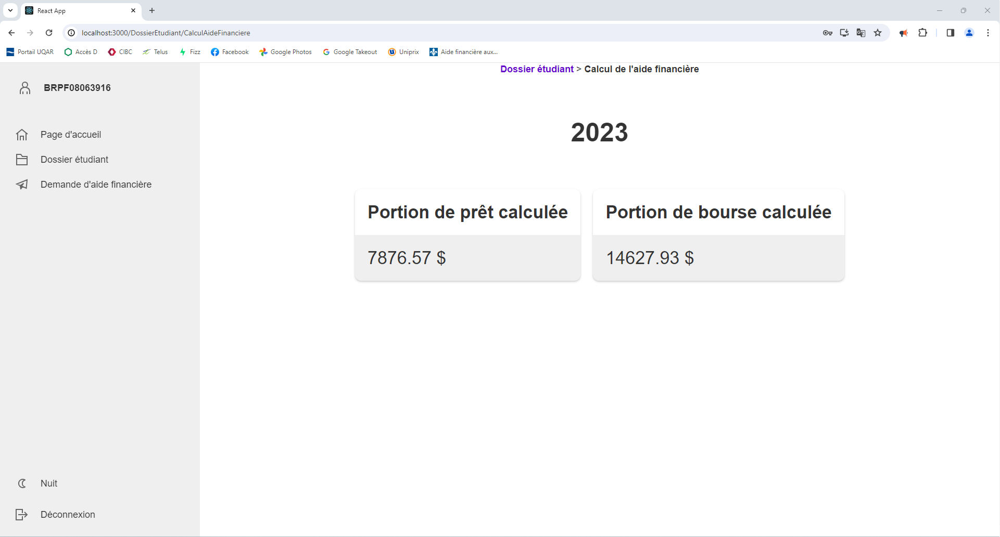 React App
localhost:3000/DossierEtudiant/CalculAideFinanciere
Portail UQAR Accès D CIBC Telus Fizz Facebook Google Photos Google Takeout Uniprix Aide financière aux...
Dossier étudiant > Calcul de l'aide financière
BRPF08063916
Page d'accueil
Dossier étudiant
Demande d'aide financière
2023
Portion de prêt calculée
7876.57 $
Portion de bourse calculée
14627.93 $
Nuit
Déconnexion